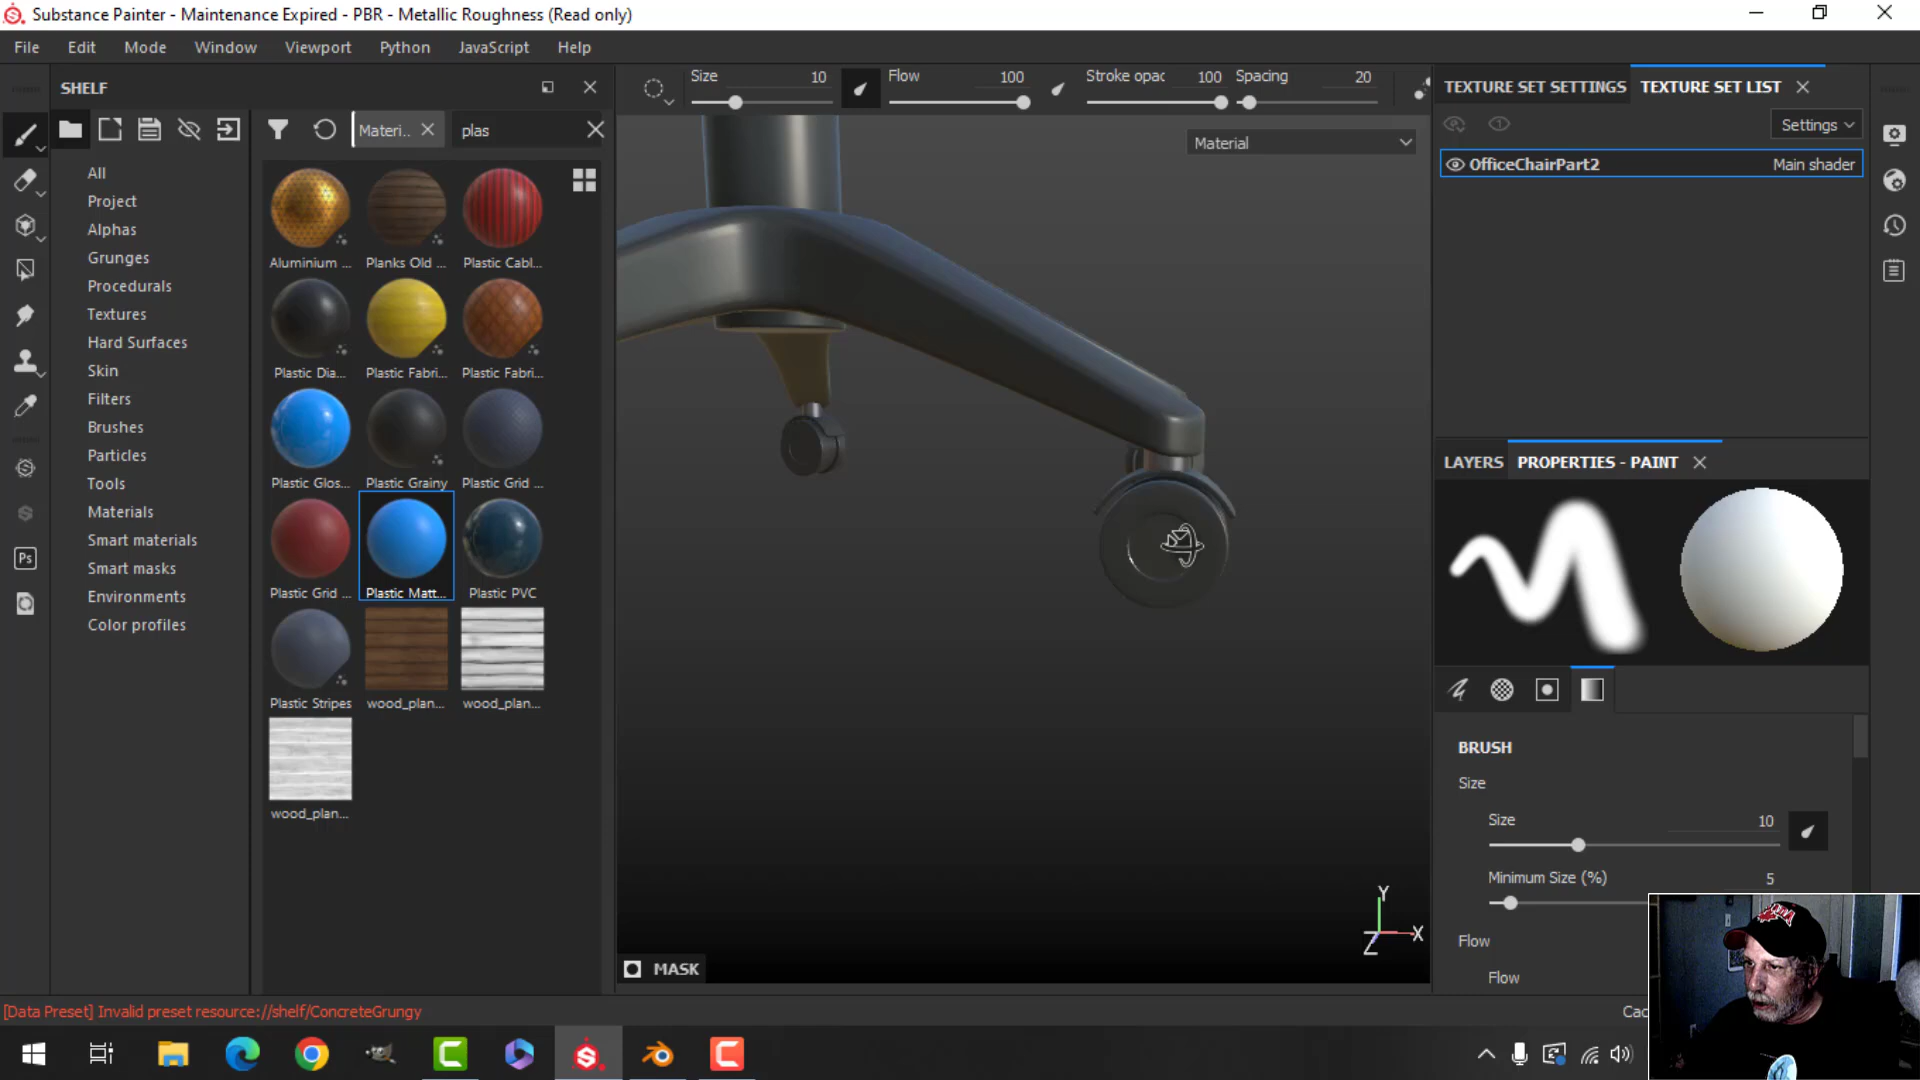 Substance Painter - Maintenance Expired - PBR - Metallic Roughness (Read only)
File Edit Mode Window Viewport Python JavaScript Help
SHELF
Size 10 Flow 100 Stroke opac 100 Spacing 20
TEXTURE SET SETTINGS TEXTURE SET LIST
Materi.. plas
Settings
Material
OfficeChairPart2 Main shader
All
Project
Alphas
Grunges
Procedurals
Textures
Hard Surfaces
Skin
Filters
Brushes
Particles
Tools
Materials
Smart materials
Smart masks
Environments
Color profiles
Aluminium ... Planks Old ... Plastic Cabl...
Plastic Dia... Plastic Fabri... Plastic Fabri...
Plastic Glos... Plastic Grainy Plastic Grid ...
Plastic Grid ... Plastic Matt... Plastic PVC
Plastic Stripes wood_plan... wood_plan...
wood_plan...
LAYERS PROPERTIES - PAINT
Ps
BRUSH
Size
Size 10
Minimum Size (%) 5
Flow
Flow
Y
X
Z
MASK
[Data Preset] Invalid preset resource://shelf/ConcreteGrungy
Cac